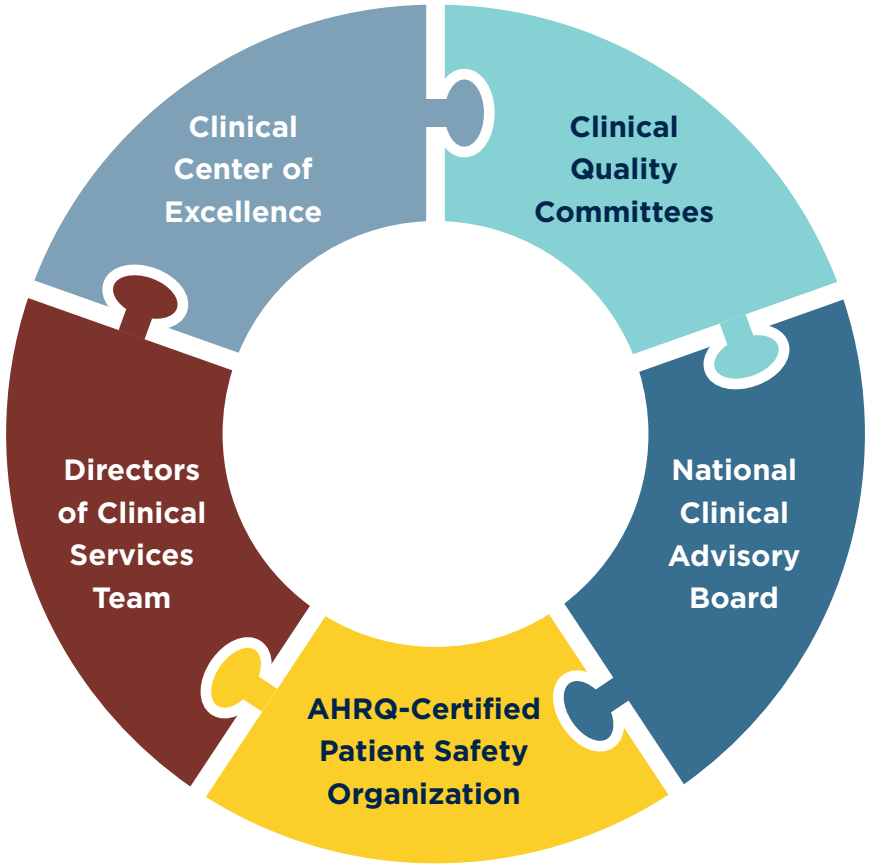 Clinical
Center of
Excellence
Clinical
Quality
Committees
Directors
of Clinical
Services
Team
National
Clinical
Advisory
Board
AHRQ-Certified
Patient Safety
Organization